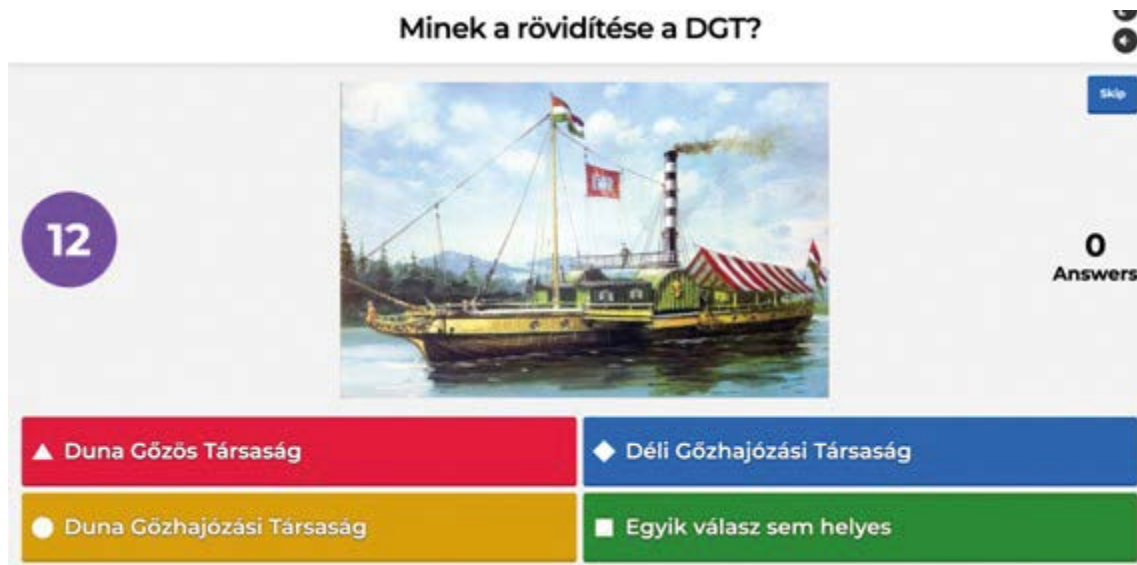 Minek a rövidítése a DGT?
Skip
12
0
Answers
Duna Gőzös Társaság
Déli Gőzhajózási Társaság
Duna Gőzhajózási Társaság
Egyik válasz sem helyes